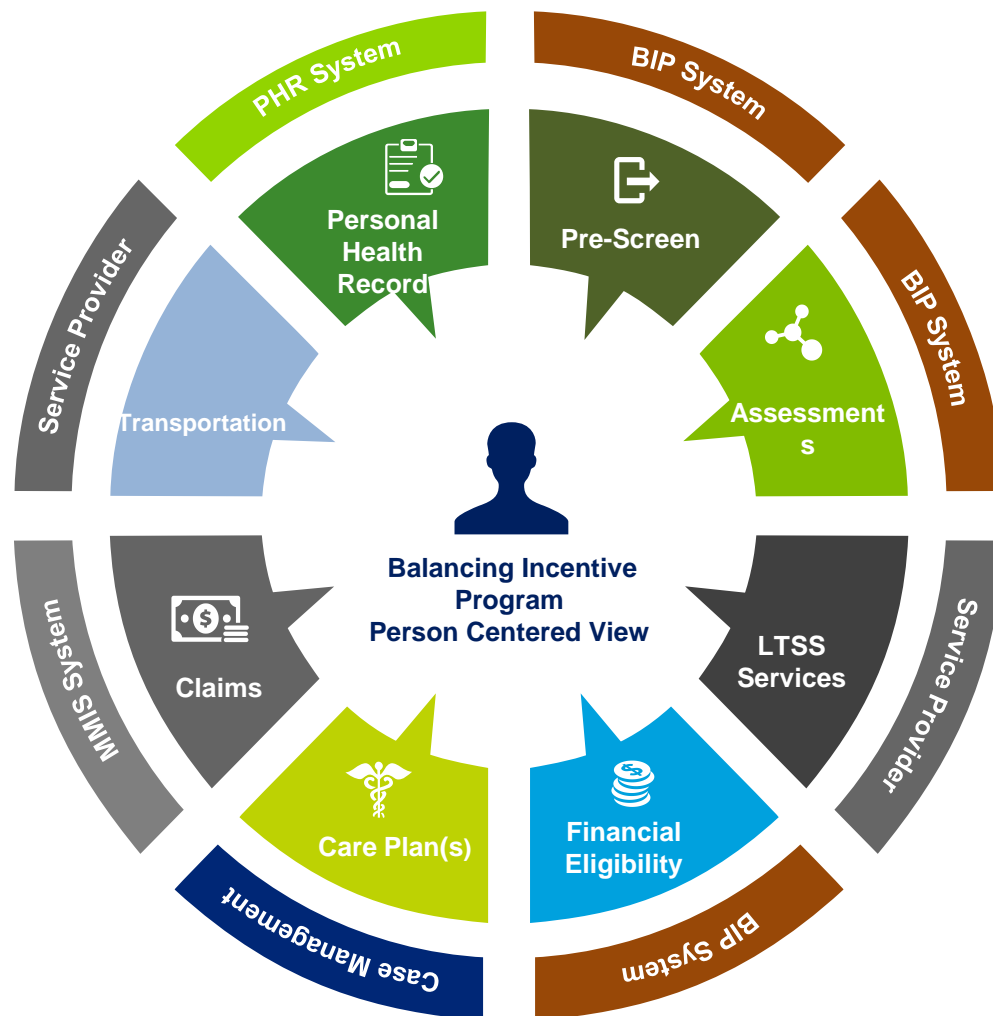 PHR System
BIP System
Personal
Health
Record
Pre-Screen
Service Provider
BIP System
Transportation
Assessment
s
Balancing Incentive
Program
Person Centered View
MMIS System
Claims
LTSS
Services
Service Provider
Care Plan(s)
Financial
Eligibility
Case Management
BIP System